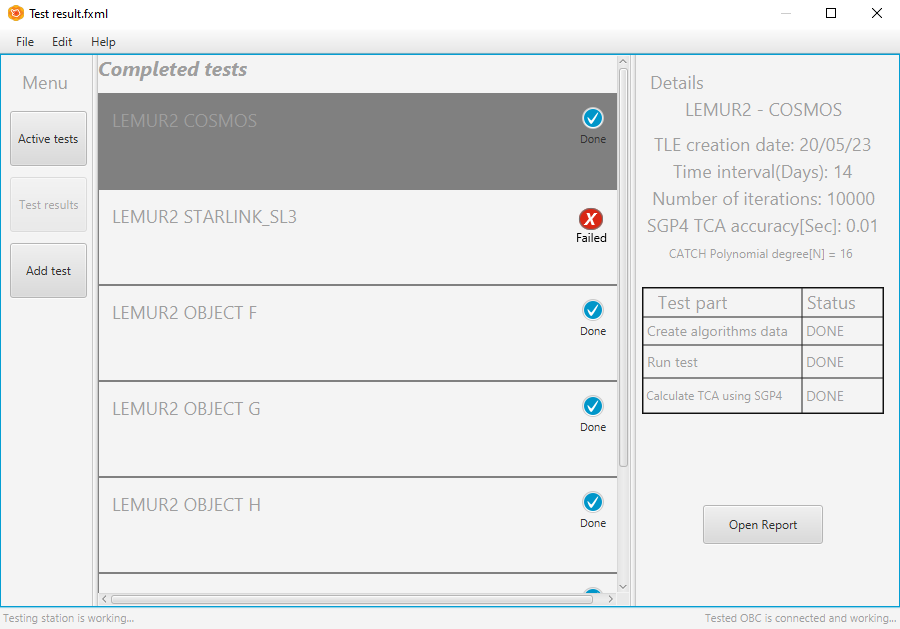 Test result.fxml
File Edit Help
Menu
Active tests
Test results
Add test
Completed tests
LEMUR2 COSMOS
Done
LEMUR2 STARLINK_SL3
X
Failed
LEMUR2 OBJECT F
Done
LEMUR2 OBJECT G
Done
LEMUR2 OBJECT H
Done
Details
LEMUR2 - COSMOS
TLE creation date: 20/05/23
Time interval(Days): 14
Number of iterations: 10000
SGP4 TCA accuracy[Sec]: 0.01
CATCH Polynomial degree[N] = 16
Test part Status
Create algorithms data DONE
Run test DONE
Calculate TCA using SGP4 DONE
Open Report
Testing station is working...
Tested OBC is connected and working...